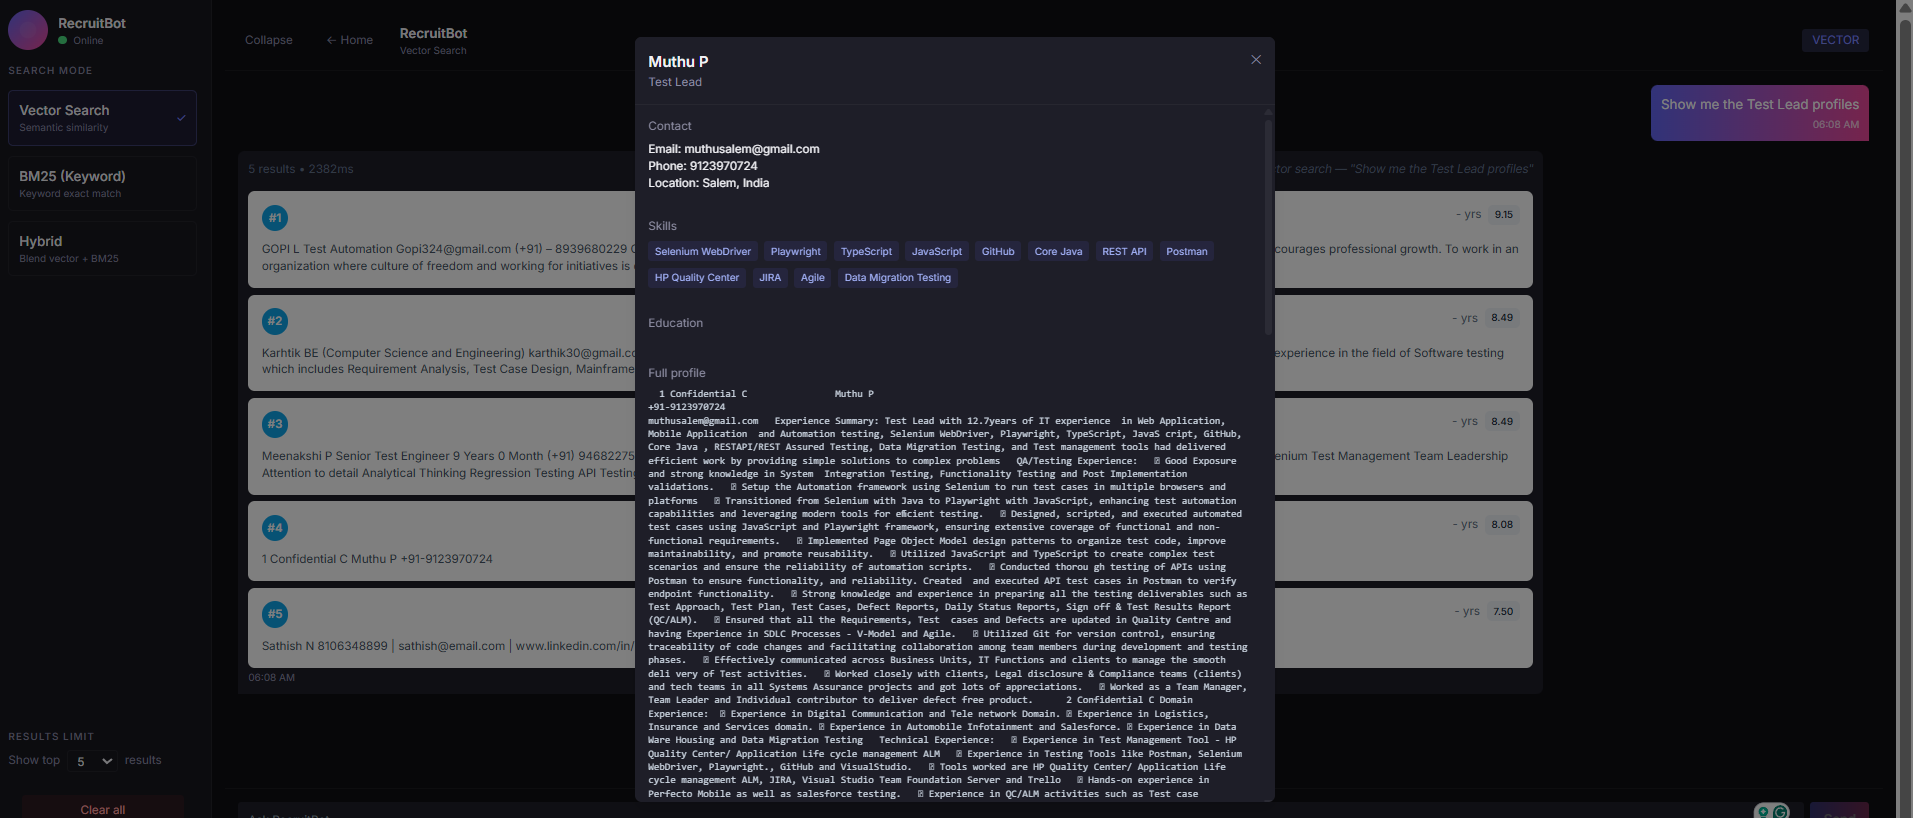 RecruitBot
Online
SEARCH MODE
Vector Search
Semantic similarity
BM25 (Keyword)
Keyword exact match
Hybrid
Blend vector + BM25
RESULTS LIMIT
Show top 5 results
Clear all
Collapse
← Home
RecruitBot
Vector Search
VECTOR
Show me the Test Lead profiles
06:08 AM
5 results • 2382ms
tor search — "Show me the Test Lead profiles"
#1
- yrs 9.15
GOPI L Test Automation Gopi324@gmail.com (+91) – 8939680229
courages professional growth. To work in an
organization where culture of freedom and working for initiatives is
#2
- yrs 8.49
Karhtik BE (Computer Science and Engineering) karthik30@gmail.co
experience in the field of Software testing
which includes Requirement Analysis, Test Case Design, Mainframe
#3
- yrs 8.49
Meenakshi P Senior Test Engineer 9 Years 0 Month (+91) 94682275
enium Test Management Team Leadership
Attention to detail Analytical Thinking Regression Testing API Testing
#4
- yrs 8.08
1 Confidential C Muthu P +91-9123970724
#5
- yrs 7.50
Sathish N 8106348899 | sathish@email.com | www.linkedin.com/in/
06:08 AM
Muthu P
Test Lead
Contact
Email: muthusalem@gmail.com
Phone: 9123970724
Location: Salem, India
Skills
Selenium WebDriver Playwright TypeScript JavaScript GitHub Core Java REST API Postman
HP Quality Center JIRA Agile Data Migration Testing
Education
Full profile
1 Confidential C Muthu P
+91-9123970724
muthusalem@gmail.com Experience Summary: Test Lead with 12.7years of IT experience in Web Application,
Mobile Application and Automation testing, Selenium WebDriver, Playwright, TypeScript, JavaS cript, GitHub,
Core Java , RESTAPI/REST Assured Testing, Data Migration Testing, and Test management tools had delivered
efficient work by providing simple solutions to complex problems QA/Testing Experience: Good Exposure
and strong knowledge in System Integration Testing, Functionality Testing and Post Implementation
validations. Setup the Automation framework using Selenium to run test cases in multiple browsers and
platforms Transitioned from Selenium with Java to Playwright with JavaScript, enhancing test automation
capabilities and leveraging modern tools for efficient testing. Designed, scripted, and executed automated
test cases using JavaScript and Playwright framework, ensuring extensive coverage of functional and non-
functional requirements. Implemented Page Object Model design patterns to organize test code, improve
maintainability, and promote reusability. Utilized JavaScript and TypeScript to create complex test
scenarios and ensure the reliability of automation scripts. Conducted thorou gh testing of APIs using
Postman to ensure functionality, and reliability. Created and executed API test cases in Postman to verify
endpoint functionality. Strong knowledge and experience in preparing all the testing deliverables such as
Test Approach, Test Plan, Test Cases, Defect Reports, Daily Status Reports, Sign off & Test Results Report
(QC/ALM). Ensured that all the Requirements, Test cases and Defects are updated in Quality Centre and
having Experience in SDLC Processes - V-Model and Agile. Utilized Git for version control, ensuring
traceability of code changes and facilitating collaboration among team members during development and testing
phases. Effectively communicated across Business Units, IT Functions and clients to manage the smooth
deli very of Test activities. Worked closely with clients, Legal disclosure & Compliance teams (clients)
and tech teams in all Systems Assurance projects and got lots of appreciations. Worked as a Team Manager,
Team Leader and Individual contributor to deliver defect free product. 2 Confidential C Domain
Experience: Experience in Digital Communication and Tele network Domain. Experience in Logistics,
Insurance and Services domain. Experience in Automobile Infotainment and Salesforce. Experience in Data
Ware Housing and Data Migration Testing Technical Experience: Experience in Test Management Tool - HP
Quality Center/ Application Life cycle management ALM Experience in Testing Tools like Postman, Selenium
WebDriver, Playwright., GitHub and VisualStudio. Tools worked are HP Quality Center/ Application Life
cycle management ALM, JIRA, Visual Studio Team Foundation Server and Trello Hands-on experience in
Perfecto Mobile as well as salesforce testing. Experience in QC/ALM activities such as Test case